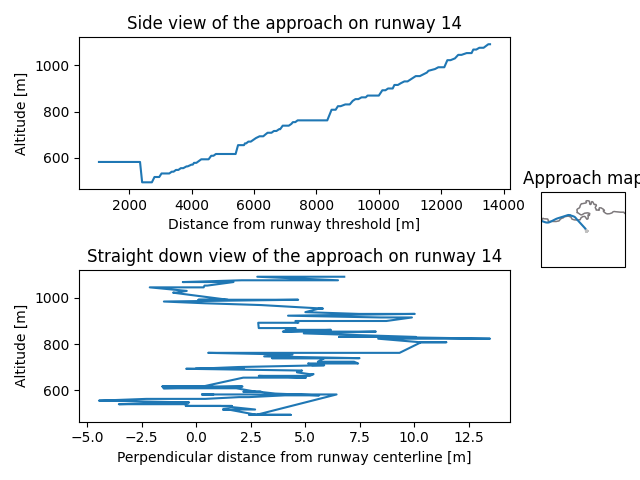 Side view of the approach on runway 14
1000
800
600
Altitude [m]
2000 4000 6000 8000 10000 12000 14000
Distance from runway threshold [m]
Approach map
Straight down view of the approach on runway 14
1000
800
600
Altitude [m]
−5.0 −2.5 0.0 2.5 5.0 7.5 10.0 12.5
Perpendicular distance from runway centerline [m]